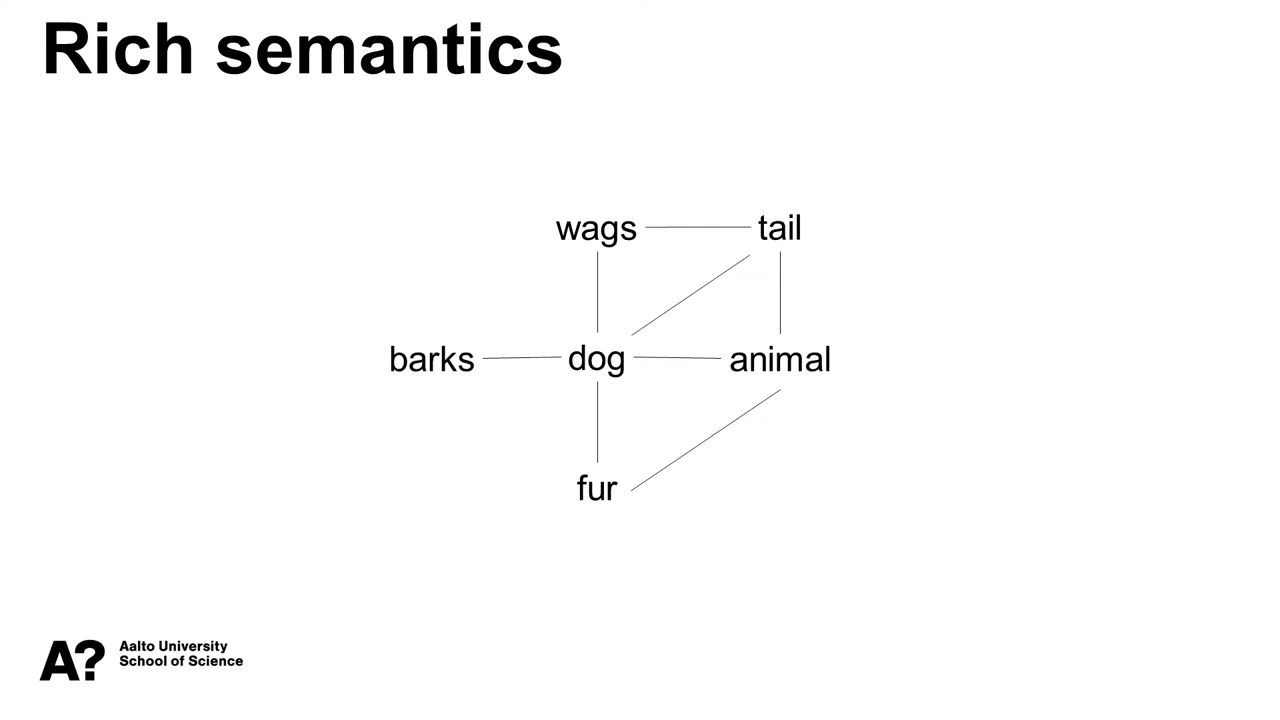 Rich semantics
wags tail
barks dog animal
fur
A?
Aalto University
School of Science